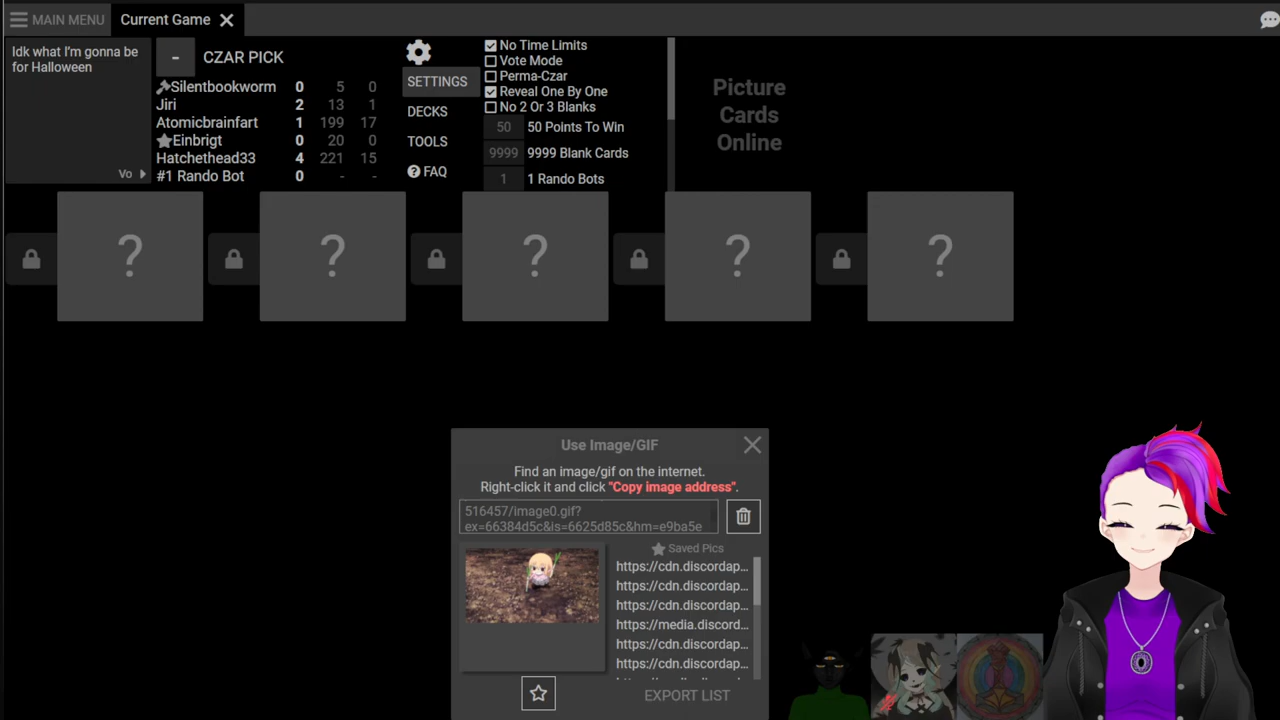 MAIN MENU
Current Game
Idk what I'm gonna be
for Halloween
Vo
- CZAR PICK
Silentbookworm 0 5 0
Jiri 2 13 1
Atomicbrainfart 1 199 17
Einbrigt 0 20 0
Hatchethead33 4 221 15
#1 Rando Bot 0 - -
SETTINGS
DECKS
TOOLS
? FAQ
No Time Limits
Vote Mode
Perma-Czar
Reveal One By One
No 2 Or 3 Blanks
50 50 Points To Win
9999 9999 Blank Cards
1 1 Rando Bots
Picture
Cards
Online
? ? ? ? ?
Use Image/GIF
Find an image/gif on the internet.
Right-click it and click "Copy image address".
516457/image0.gif?
ex=66384d5c&is=6625d85c&hm=e9ba5e
Saved Pics
https://cdn.discordap...
https://cdn.discordap...
https://cdn.discordap...
https://media.discord...
https://cdn.discordap...
https://cdn.discordap...
EXPORT LIST